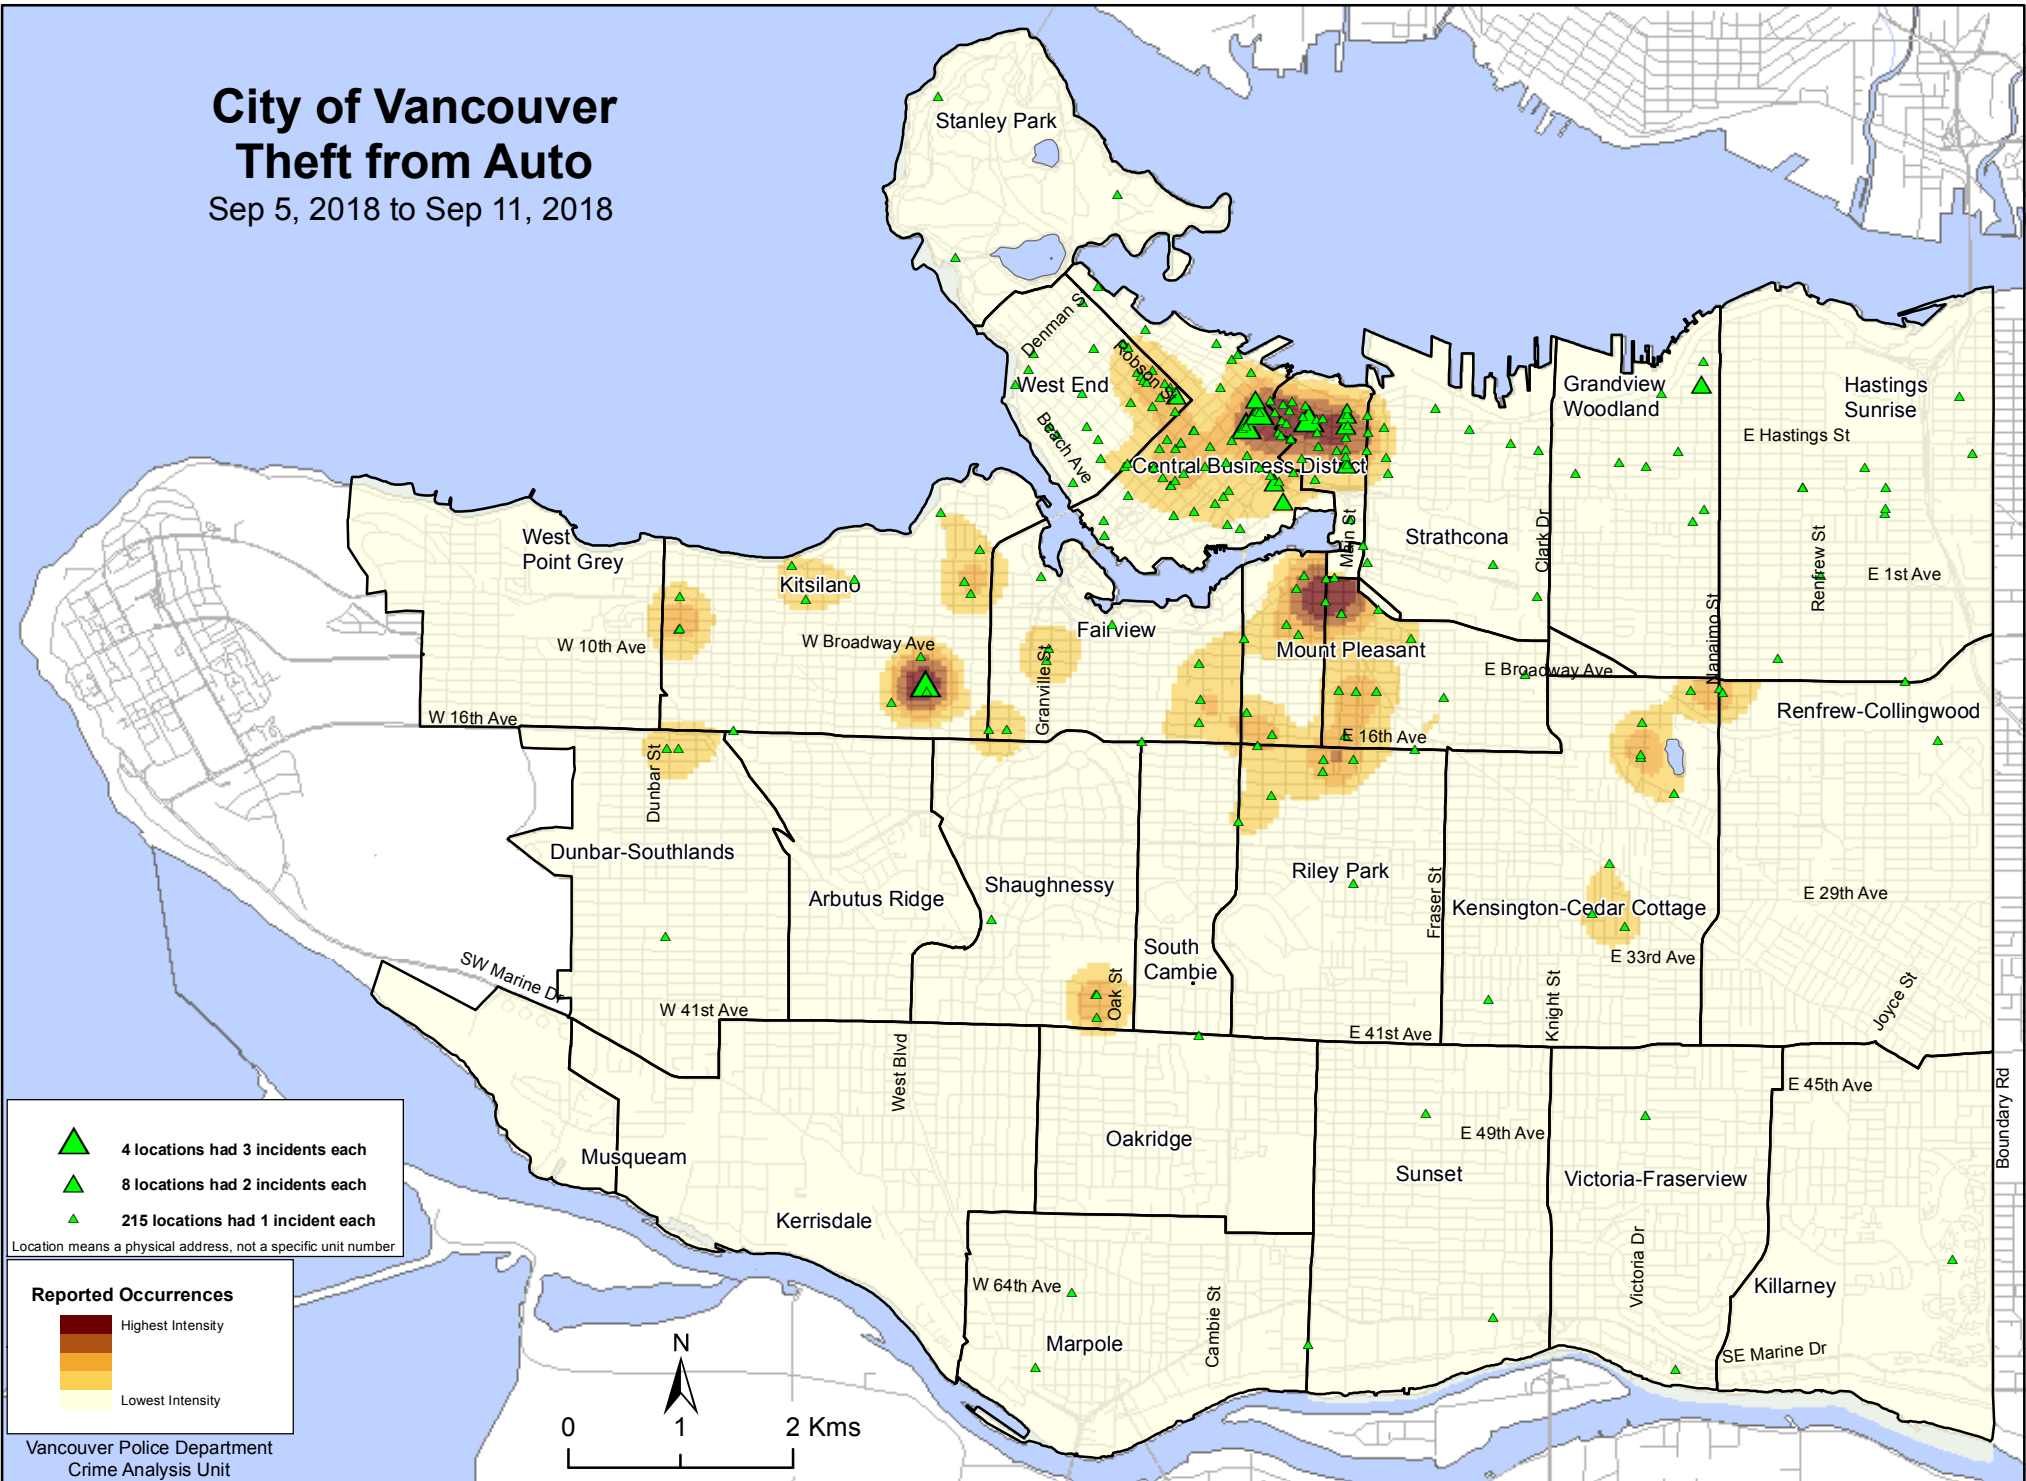 City of Vancouver
Theft from Auto
Sep 5, 2018 to Sep 11, 2018
Stanley Park
Denman St
Robson St
West End
Beach Ave
Central Business District
Grandview
Woodland
Hastings
Sunrise
E Hastings St
West
Point Grey
Kitsilano
Main St
Strathcona
Clark Dr
Renfrew St
E 1st Ave
Nanaimo St
W 10th Ave
W Broadway Ave
Fairview
Granville St
Mount Pleasant
E Broadway Ave
W 16th Ave
E 16th Ave
Renfrew-Collingwood
Dunbar St
Dunbar-Southlands
Arbutus Ridge
Shaughnessy
Riley Park
Fraser St
E 29th Ave
Kensington-Cedar Cottage
South
Cambie
E 33rd Ave
SW Marine Dr
W 41st Ave
Oak St
E 41st Ave
Knight St
Joyce St
West Blvd
E 45th Ave
Boundary Rd
Musqueam
Oakridge
E 49th Ave
Sunset
Victoria-Fraserview
Kerrisdale
Victoria Dr
W 64th Ave
Killarney
Marpole
Cambie St
SE Marine Dr
4 locations had 3 incidents each
8 locations had 2 incidents each
215 locations had 1 incident each
Location means a physical address, not a specific unit number
Reported Occurrences
Highest Intensity
Lowest Intensity
Vancouver Police Department
Crime Analysis Unit
N
0 1 2 Kms